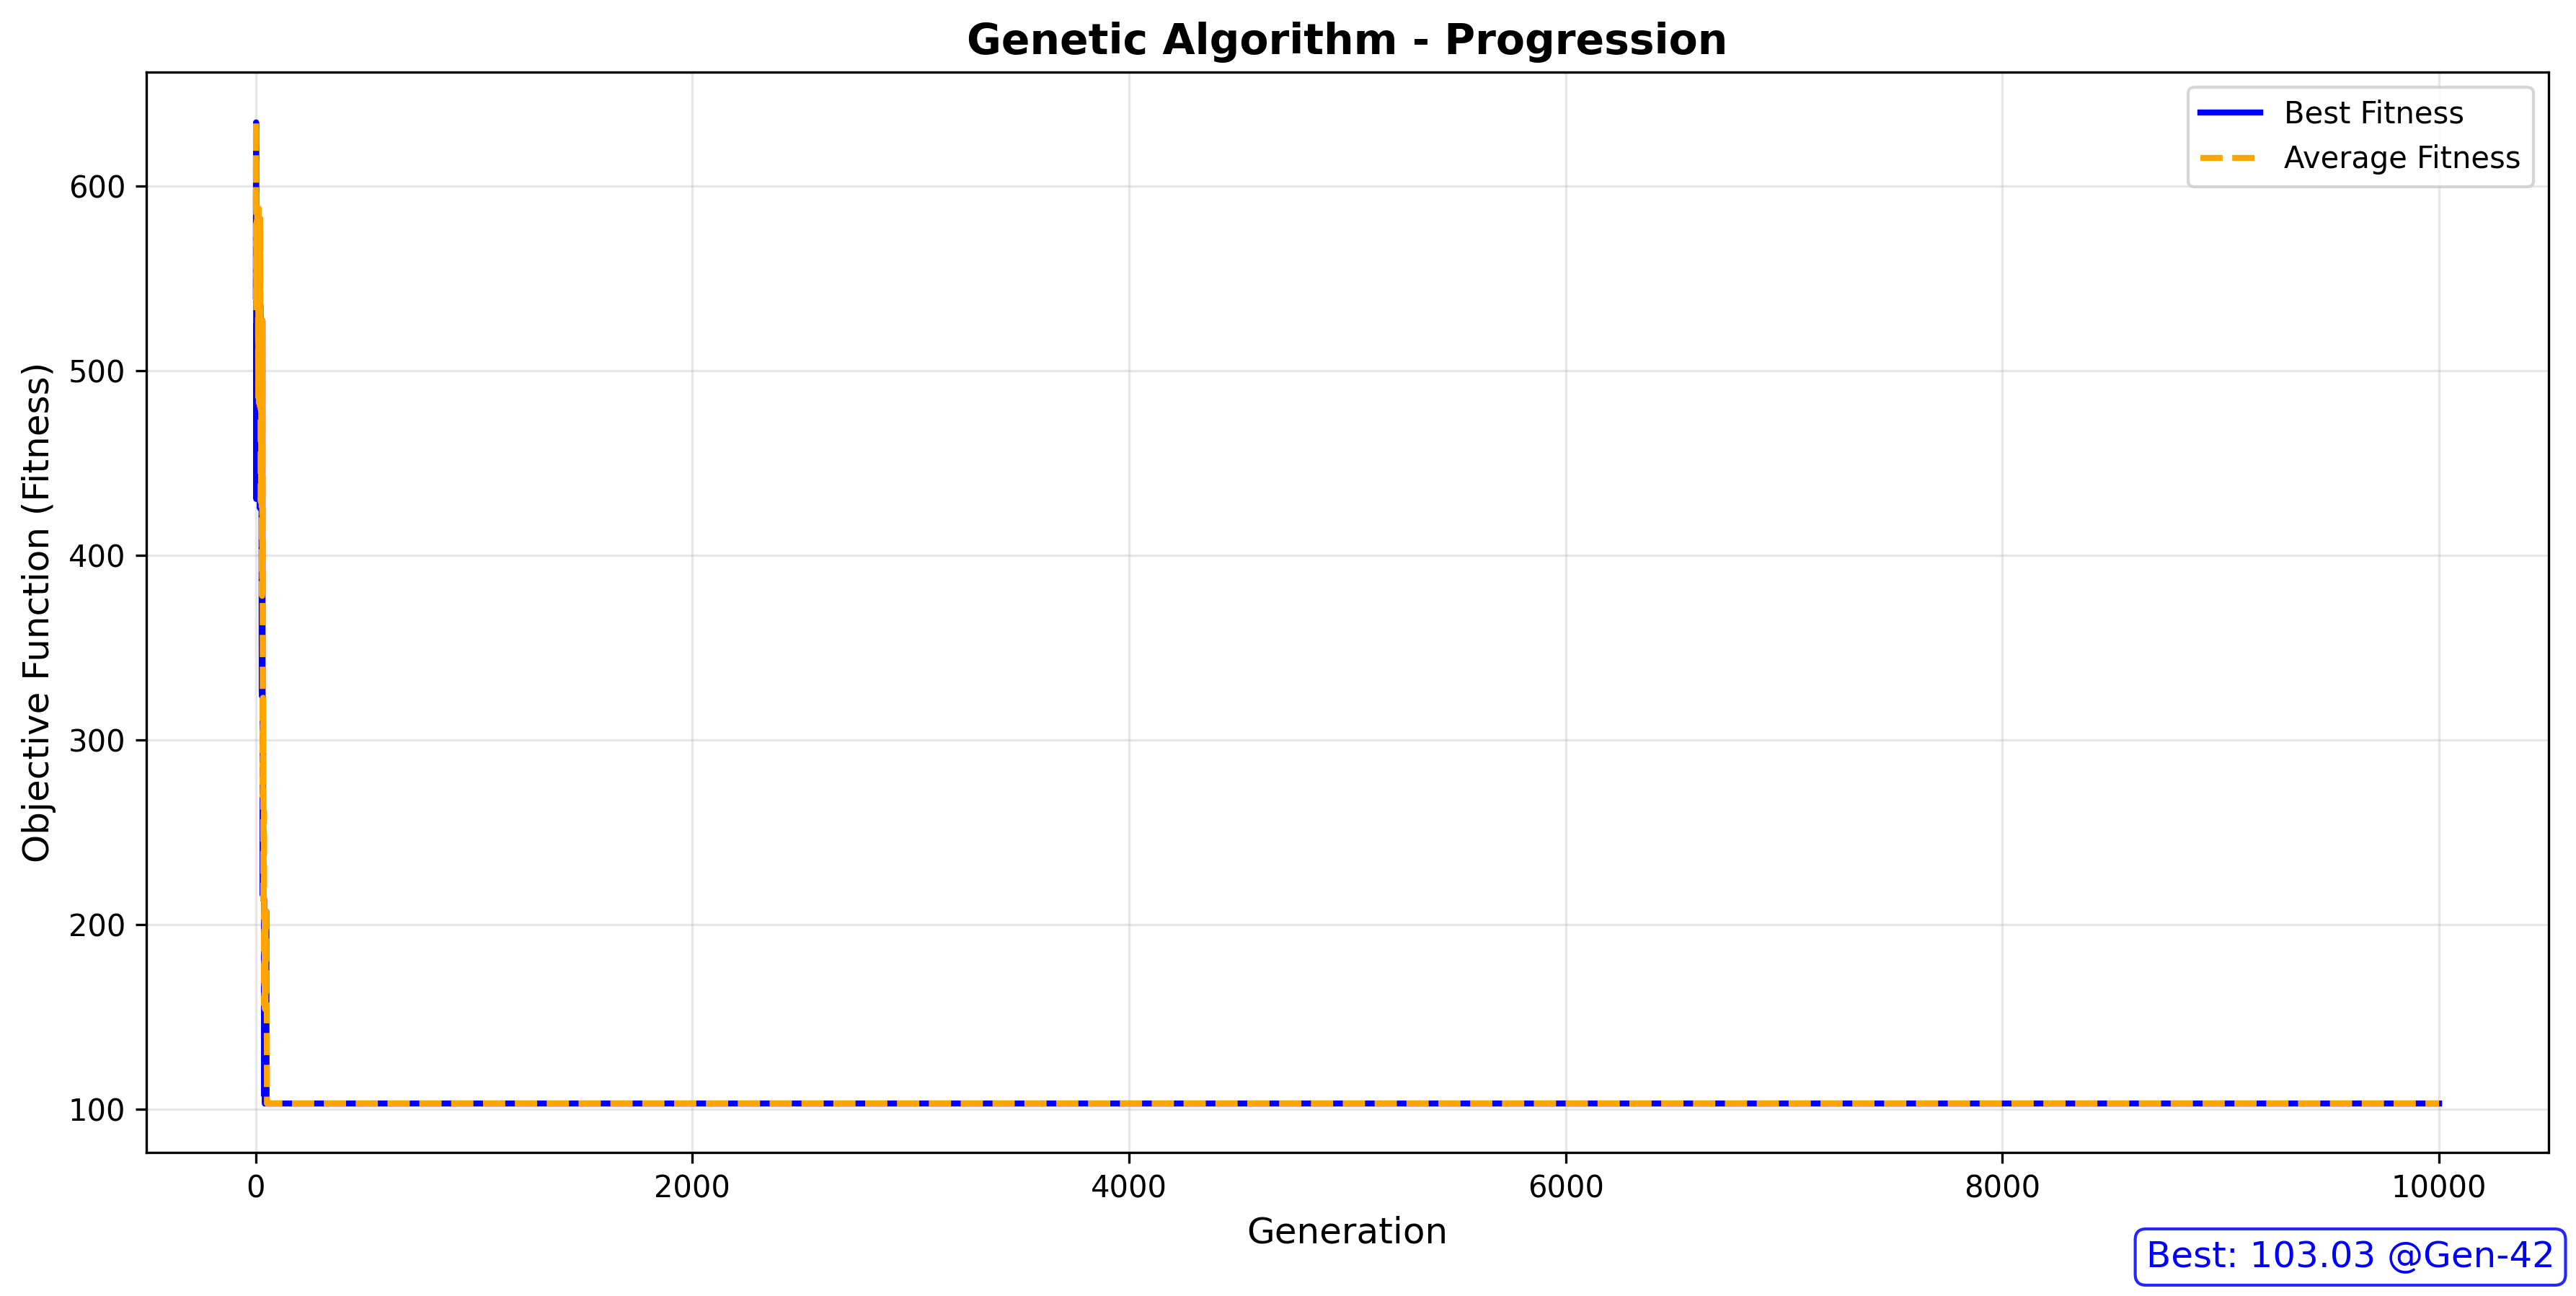 Genetic Algorithm - Progression
Best Fitness
Average Fitness
Objective Function (Fitness)
600
500
400
300
200
100
0
2000
4000
6000
8000
10000
Generation
Best: 103.03 @Gen-42